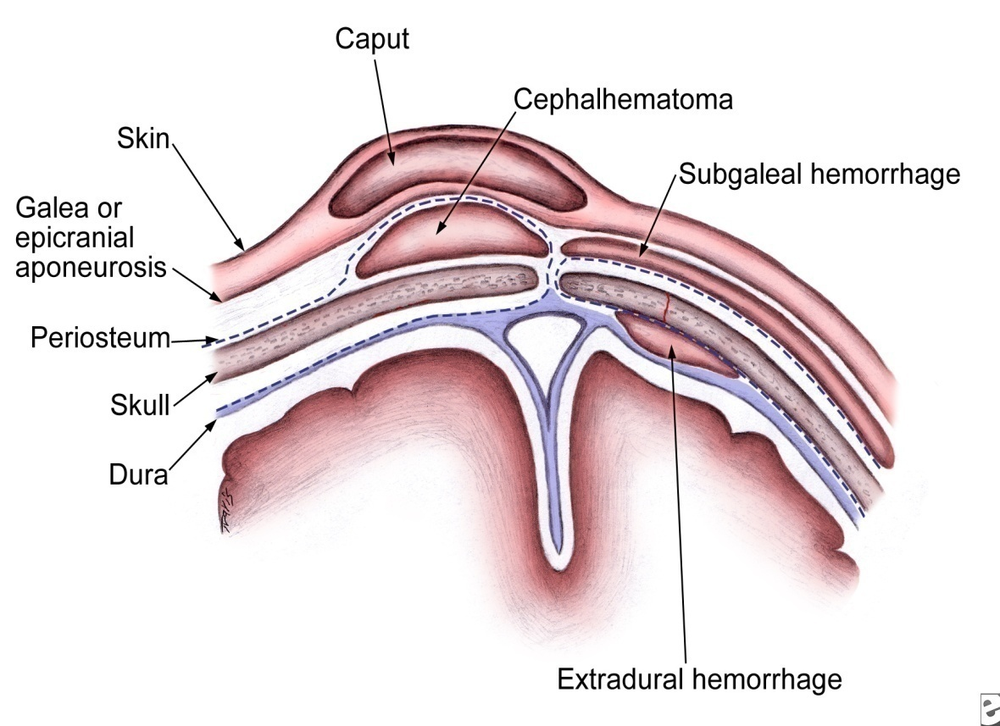 Caput
Cephalhematoma
Skin
Subgaleal hemorrhage
Galea or
epicranial
aponeurosis
Periosteum
Skull
Dura
Extradural hemorrhage
e